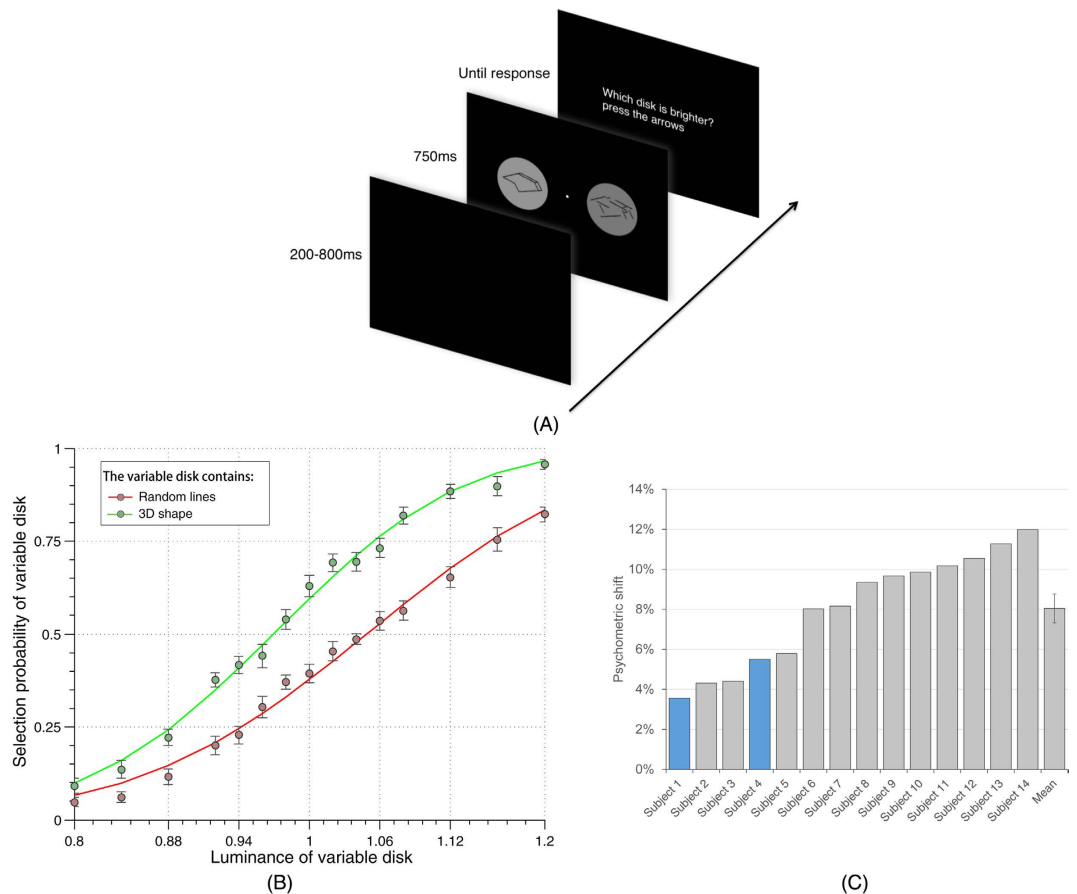 Until response
Which disk is brighter?
press the arrows
750ms
200-800ms
(A)
Selection probability of variable disk
1
0.75
0.5
0.25
0
The variable disk contains:
Random lines
3D shape
0.8
0.88
0.94
1
1.06
1.12
1.2
Luminance of variable disk
(B)
Psychometric shift
14%
12%
10%
8%
6%
4%
2%
0%
Subject 1
Subject 2
Subject 3
Subject 4
Subject 5
Subject 6
Subject 7
Subject 8
Subject 9
Subject 10
Subject 11
Subject 12
Subject 13
Subject 14
Mean
(C)